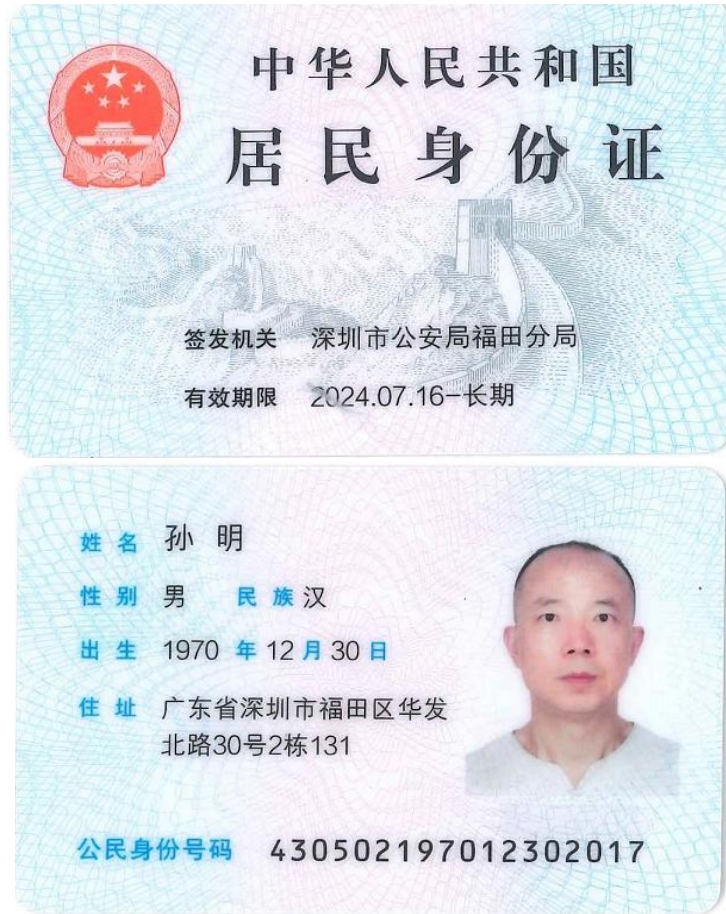 中华人民共和国
居民身份证
签发机关 深圳市公安局福田分局
有效期限 2024.07.16-长期
姓名 孙明
性别 男 民族 汉
出生 1970 年 12 月 30 日
住址 广东省深圳市福田区华发
北路30号2栋131
公民身份号码 430502197012302017